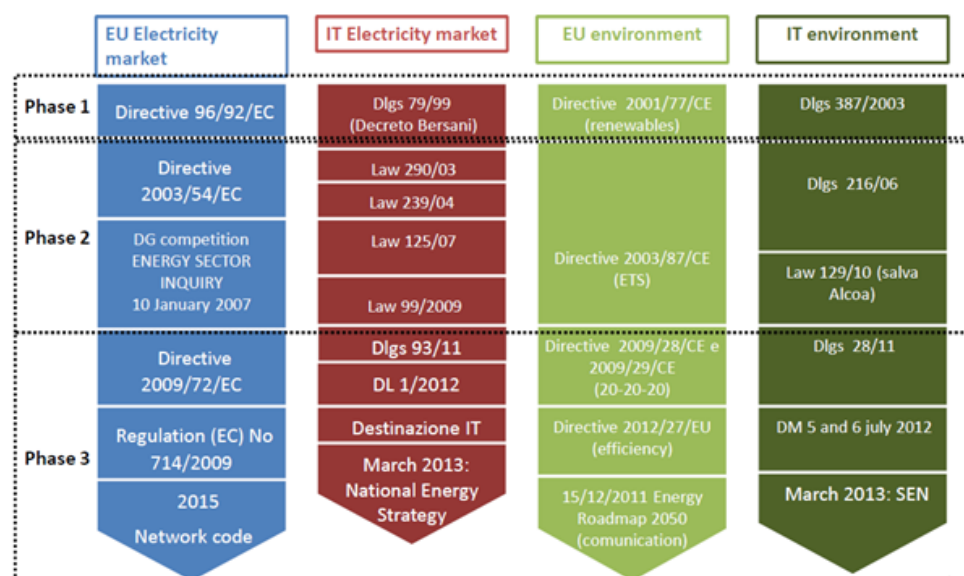 EU Electricity
market
IT Electricity market
EU environment
IT environment
Phase 1
Directive 96/92/EC
Dlgs 79/99
(Decreto Bersani)
Directive 2001/77/CE
(renewables)
Dlgs 387/2003
Phase 2
Directive
2003/54/EC
DG competition
ENERGY SECTOR
INQUIRY
10 January 2007
Law 290/03
Law 239/04
Law 125/07
Law 99/2009
Directive 2003/87/CE
(ETS)
Dlgs 216/06
Law 129/10 (salva
Alcoa)
Phase 3
Directive
2009/72/EC
Regulation (EC) No
714/2009
2015
Network code
Dlgs 93/11
DL 1/2012
Destinazione IT
March 2013:
National Energy
Strategy
Directive 2009/28/CE e
2009/29/CE
(20-20-20)
Directive 2012/27/EU
(efficiency)
15/12/2011 Energy
Roadmap 2050
(comunication)
Dlgs 28/11
DM 5 and 6 july 2012
March 2013: SEN